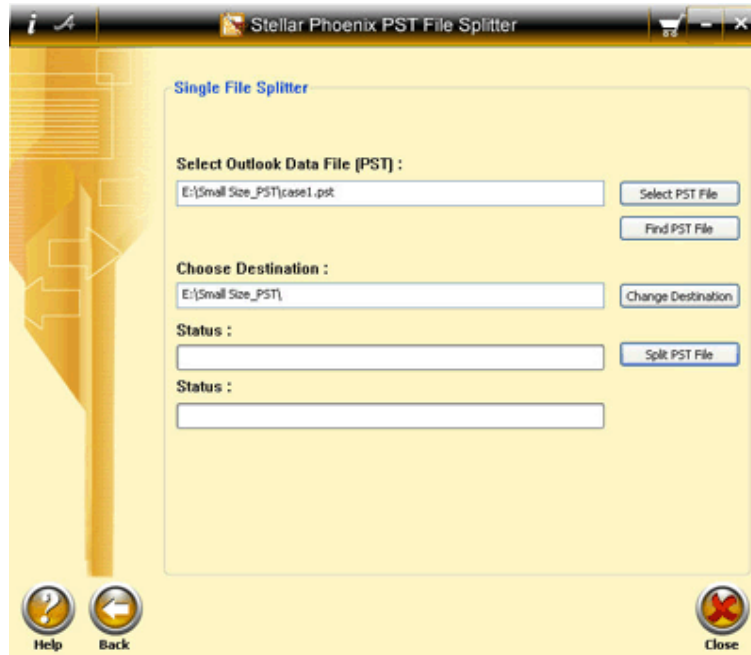 i A Stellar Phoenix PST File Splitter
Single File Splitter
Select Outlook Data File (PST) :
E:\Small Size_PST\case1.pst
Select PST File
Find PST File
Choose Destination :
E:\Small Size_PST\
Change Destination
Status :
Split PST File
Status :
Help
Back
Close